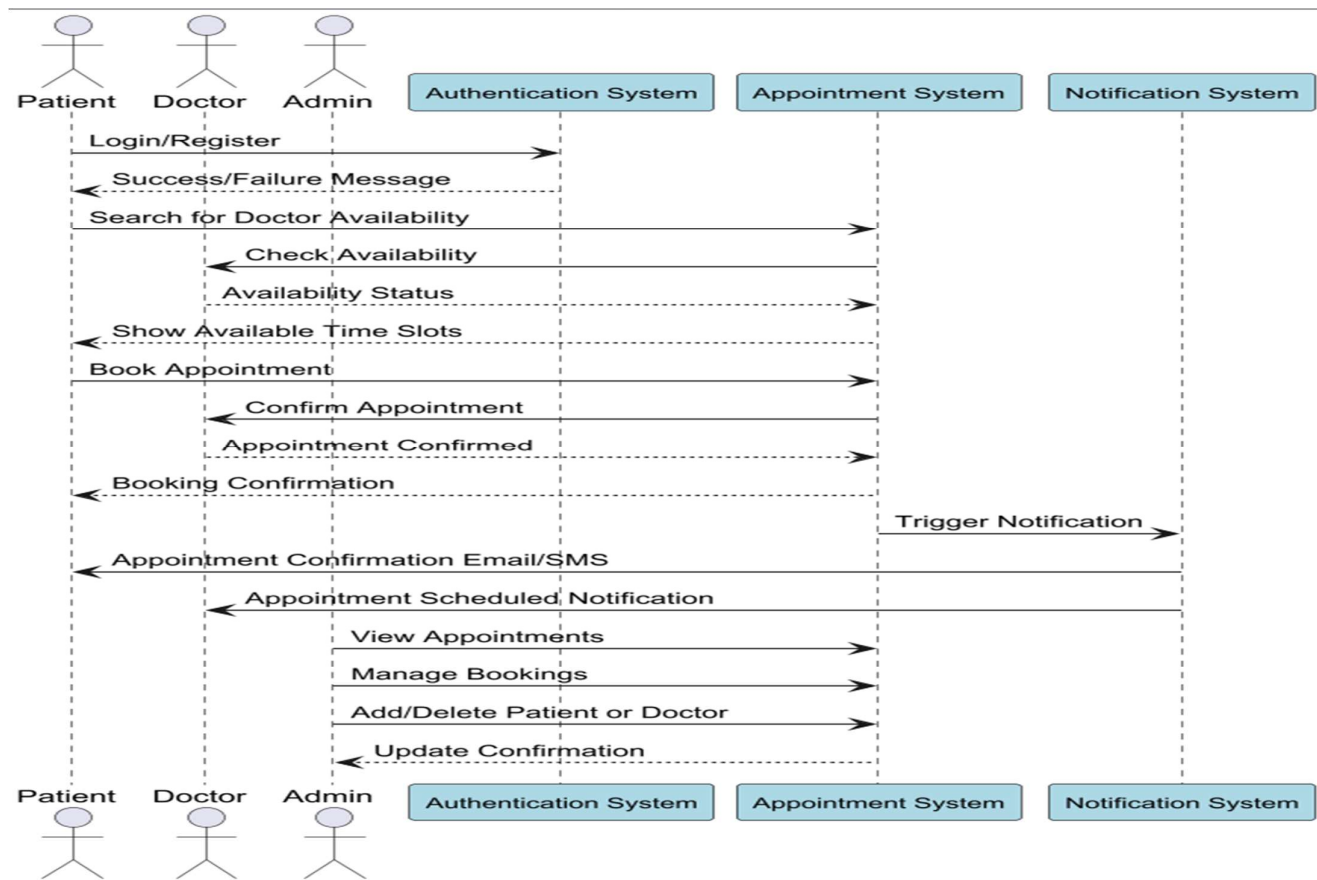 Patient Doctor Admin Authentication System Appointment System Notification System
Login/Register
Success/Failure Message
Search for Doctor Availability
Check Availability
Availability Status
Show Available Time Slots
Book Appointment
Confirm Appointment
Appointment Confirmed
Booking Confirmation
Trigger Notification
Appointment Confirmation Email/SMS
Appointment Scheduled Notification
View Appointments
Manage Bookings
Add/Delete Patient or Doctor
Update Confirmation
Patient Doctor Admin Authentication System Appointment System Notification System